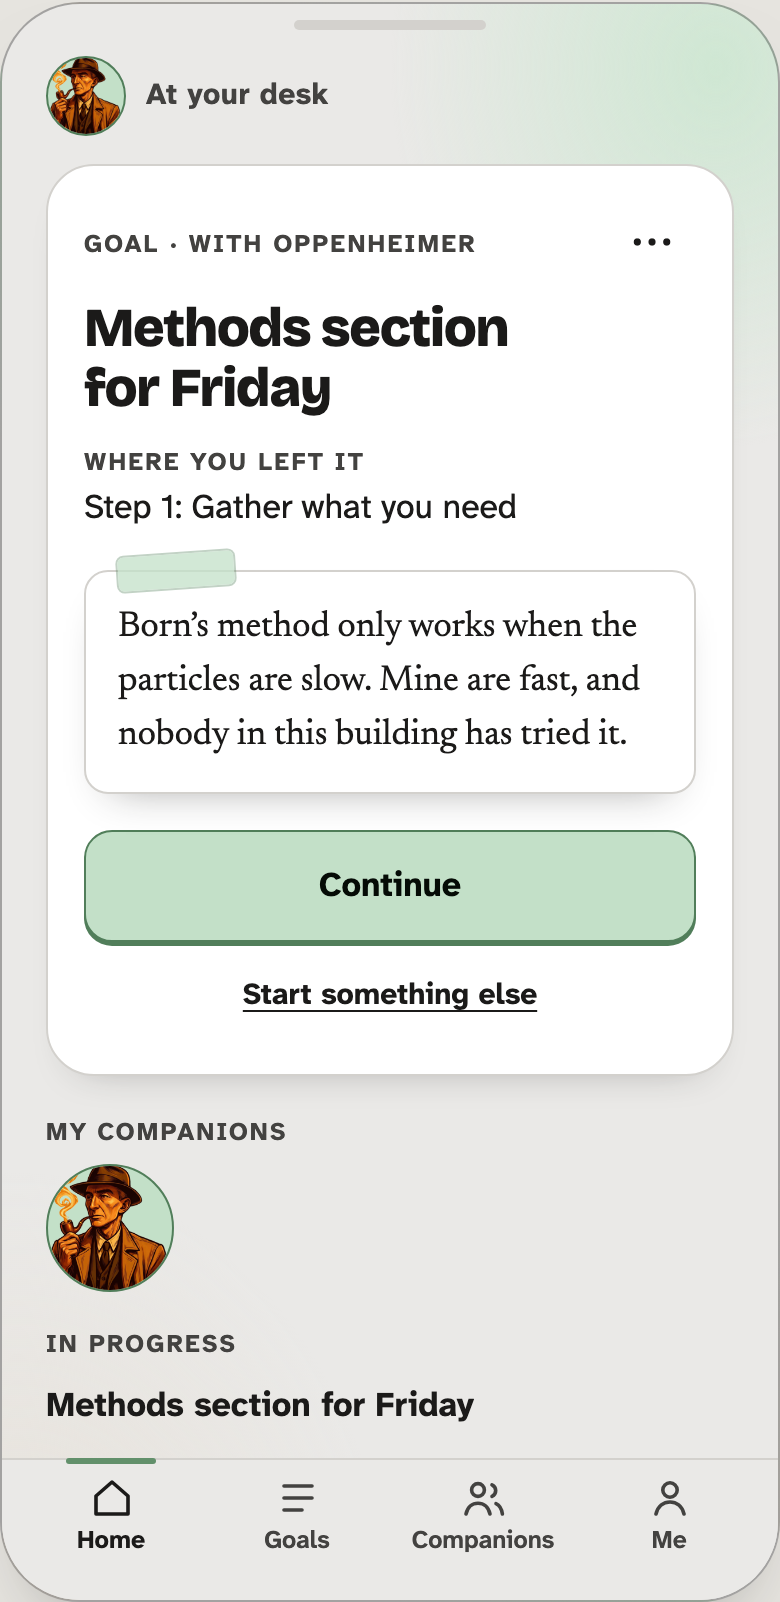 At your desk
GOAL · WITH OPPENHEIMER
Methods section
for Friday
WHERE YOU LEFT IT
Step 1: Gather what you need
Born’s method only works when the
particles are slow. Mine are fast, and
nobody in this building has tried it.
Continue
Start something else
MY COMPANIONS
IN PROGRESS
Methods section for Friday
Home
Goals
Companions
Me